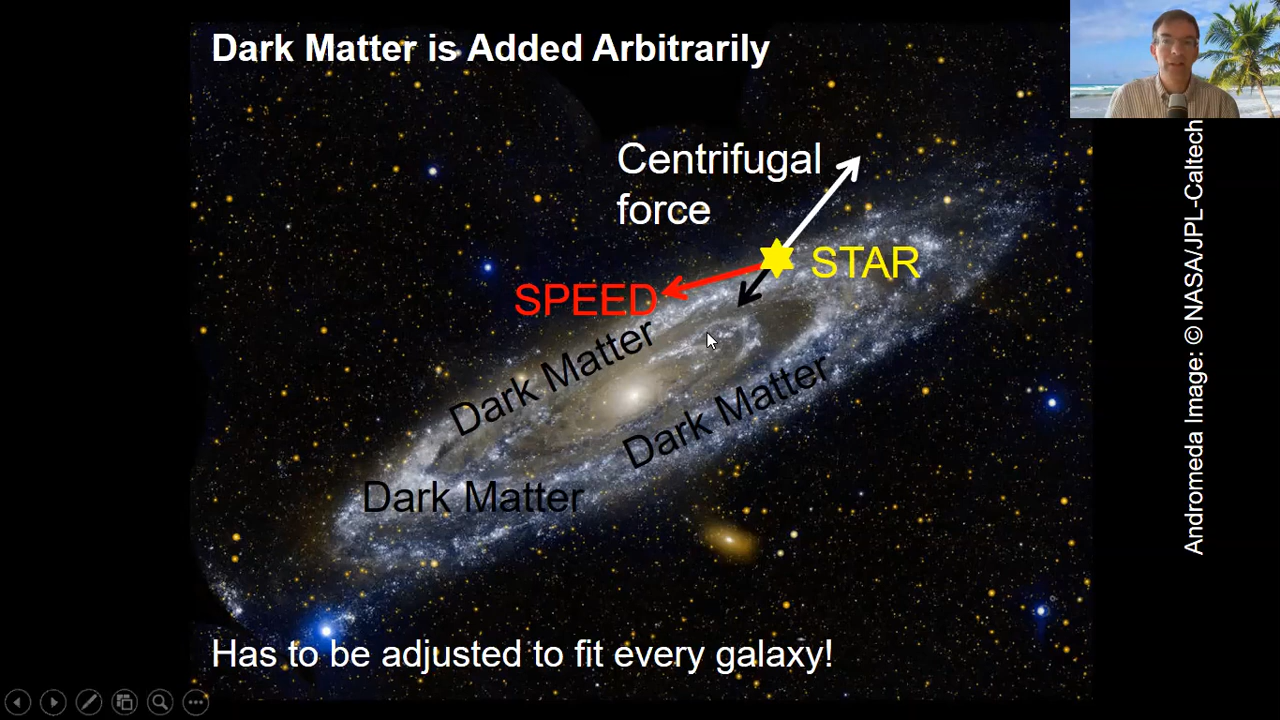 Dark Matter is Added Arbitrarily
Centrifugal
force
STAR
SPEED
Dark Matter
Dark Matter
Dark Matter
Has to be adjusted to fit every galaxy!
Andromeda Image: © NASA/JPL-Caltech